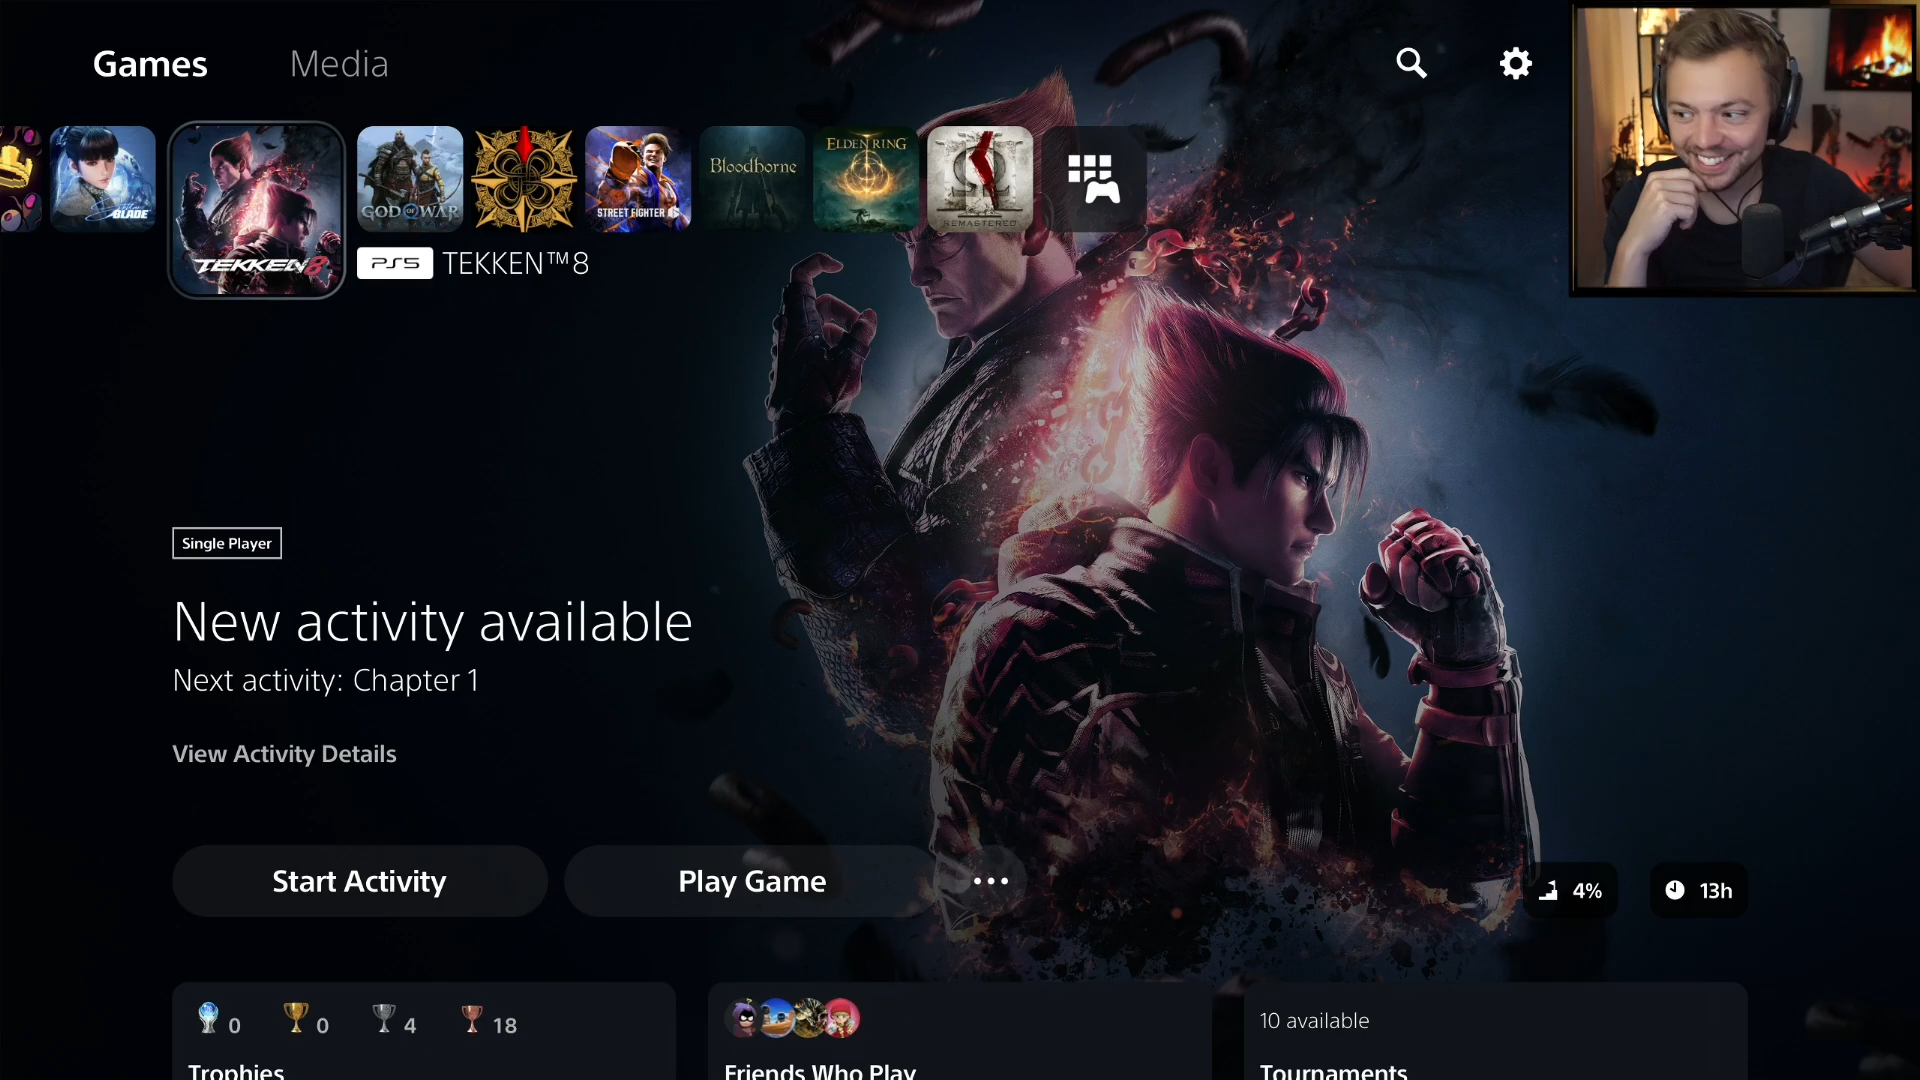 Games
Media
BLADE
TEKKEN 8
GOD OF WAR
STREET FIGHTER 6
Bloodborne
ELDEN RING
REMASTERED
PS5 TEKKEN™8
Single Player
New activity available
Next activity: Chapter 1
View Activity Details
Start Activity
Play Game
4%
13h
0
0
4
18
Trophies
Friends Who Play
10 available
Tournaments